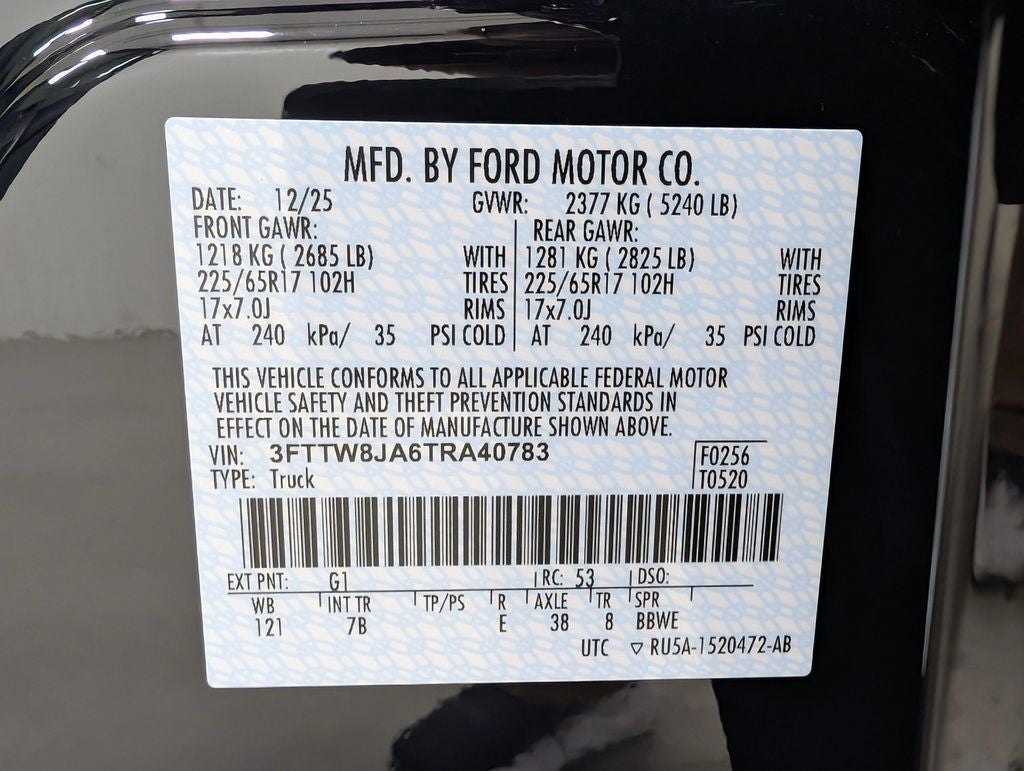 MFD. BY FORD MOTOR CO.
DATE: 12/25 GVWR: 2377 KG ( 5240 LB)
FRONT GAWR: REAR GAWR:
1218 KG ( 2685 LB) WITH 1281 KG ( 2825 LB) WITH
225/65R17 102H TIRES 225/65R17 102H TIRES
17x7.0J RIMS 17x7.0J RIMS
AT 240 kPa/ 35 PSI COLD AT 240 kPa/ 35 PSI COLD
THIS VEHICLE CONFORMS TO ALL APPLICABLE FEDERAL MOTOR
VEHICLE SAFETY AND THEFT PREVENTION STANDARDS IN
EFFECT ON THE DATE OF MANUFACTURE SHOWN ABOVE.
VIN: 3FTTW8JA6TRA40783 F0256
TYPE: Truck T0520
EXT PNT: G1 RC: 53 DSO:
WB INT TR TP/PS R AXLE TR SPR
121 7B E 38 8 BBWE
UTC ▽ RU5A-1520472-AB